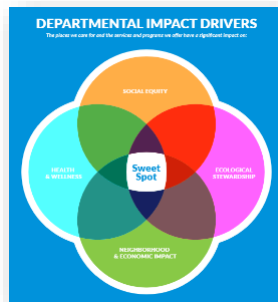 DEPARTMENTAL IMPACT DRIVERS
The places we care for and the services and programs we offer have a significant impact on:
SOCIAL EQUITY
HEALTH
& WELLNESS
Sweet
Spot
ECOLOGICAL
STEWARDSHIP
NEIGHBORHOOD
& ECONOMIC IMPACT